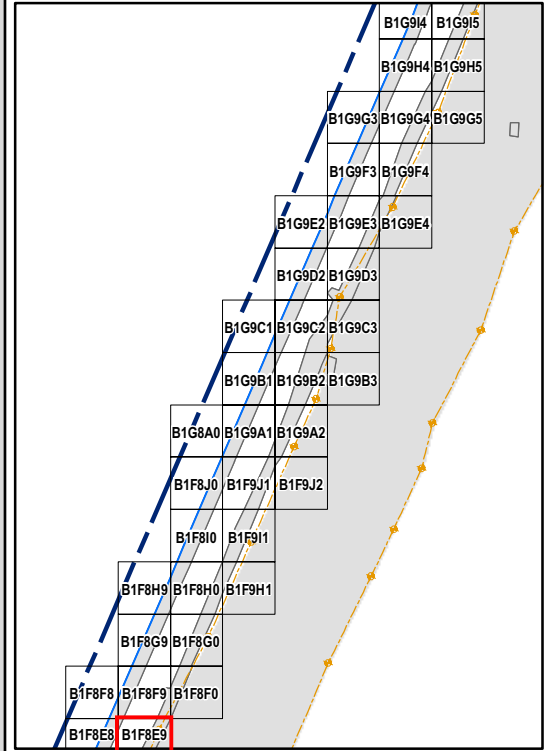 B1G9I4 B1G9I5
B1G9H4 B1G9H5
B1G9G3 B1G9G4 B1G9G5
B1G9F3 B1G9F4
B1G9E2 B1G9E3 B1G9E4
B1G9D2 B1G9D3
B1G9C1 B1G9C2 B1G9C3
B1G9B1 B1G9B2 B1G9B3
B1G8A0 B1G9A1 B1G9A2
B1F8J0 B1F9J1 B1F9J2
B1F8I0 B1F9I1
B1F8H9 B1F8H0 B1F9H1
B1F8G9 B1F8G0
B1F8F8 B1F8F9 B1F8F0
B1F8E8 B1F8E9